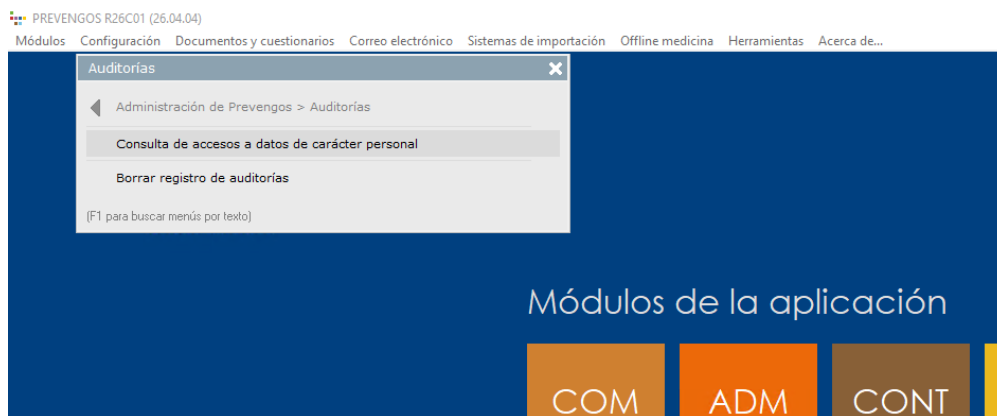 PREVENGOS R26C01 (26.04.04)
Módulos Configuración Documentos y cuestionarios Correo electrónico Sistemas de importación Offline medicina Herramientas Acerca de...
Auditorías
Administración de Prevengos > Auditorías
Consulta de accesos a datos de carácter personal
Borrar registro de auditorías
(F1 para buscar menús por texto)
Módulos de la aplicación
COM ADM CONT